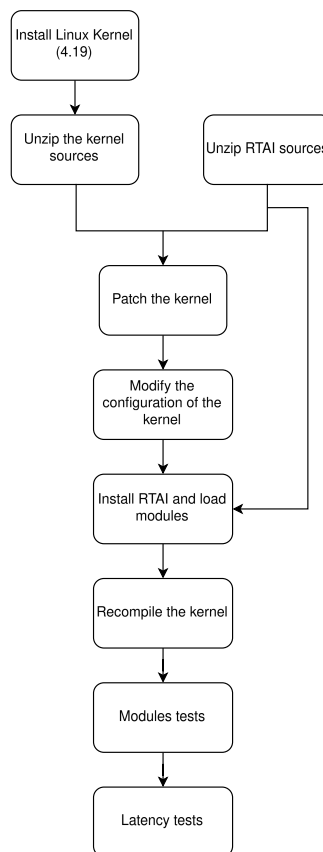 Install Linux Kernel
(4.19)
Unzip the kernel
sources
Unzip RTAI sources
Patch the kernel
Modify the
configuration of the
kernel
Install RTAI and load
modules
Recompile the kernel
Modules tests
Latency tests